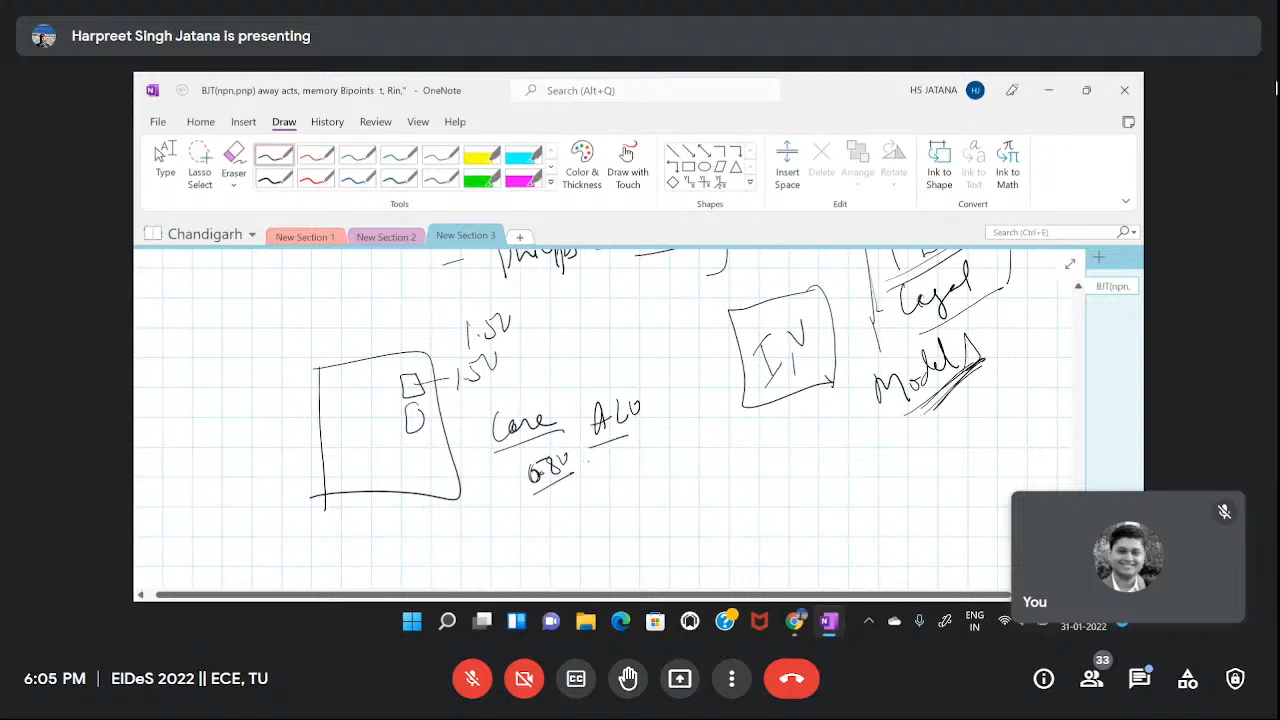 Harpreet Singh Jatana is presenting
BJT(npn,pnp) away acts, memory Bipoints t, Rin," - OneNote
Search (Alt+Q)
HS JATANA
HJ
File Home Insert Draw History Review View Help
Type
Lasso Select
Eraser
Color & Thickness
Draw with Touch
Insert Space
Delete
Arrange
Rotate
Ink to Shape
Ink to Text
Ink to Math
Tools
Shapes
Edit
Convert
Chandigarh
New Section 1
New Section 2
New Section 3
Search (Ctrl+E)
BJT(npn,
1.5V
1.5V
Core ALU
0.8V
1V
Models
You
ENG
IN
31-01-2022
6:05 PM | EIDeS 2022 || ECE, TU
33